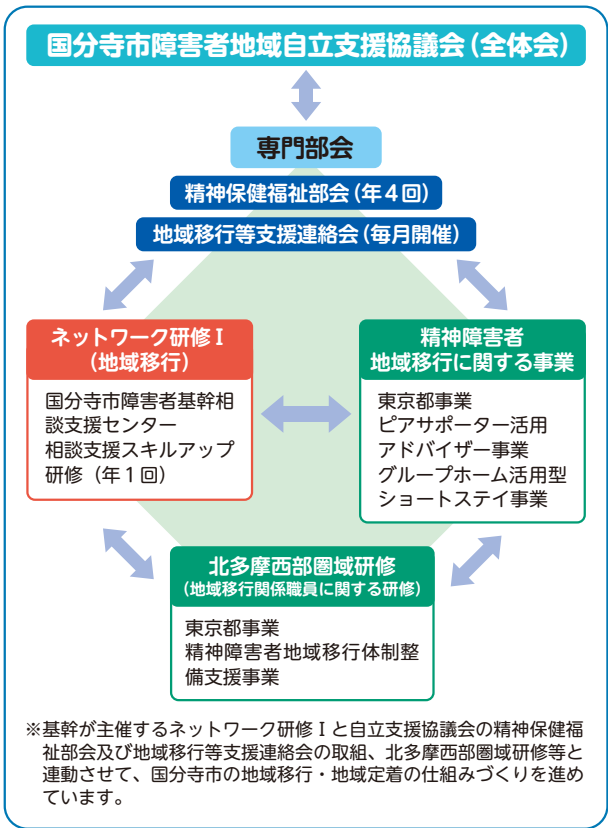 国分寺市障害者地域自立支援協議会(全体会)
専門部会
精神保健福祉部会(年4回)
地域移行等支援連絡会(毎月開催)
ネットワーク研修Ⅰ
(地域移行)
国分寺市障害者基幹相
談支援センター
相談支援スキルアップ
研修(年1回)
精神障害者
地域移行に関する事業
東京都事業
ピアサポーター活用
アドバイザー事業
グループホーム活用型
ショートステイ事業
北多摩西部圏域研修
(地域移行関係職員に関する研修)
東京都事業
精神障害者地域移行体制整
備支援事業
※基幹が主催するネットワーク研修Ⅰと自立支援協議会の精神保健福
祉部会及び地域移行等支援連絡会の取組、北多摩西部圏域研修等と
連動させて、国分寺市の地域移行・地域定着の仕組みづくりを進め
ています。